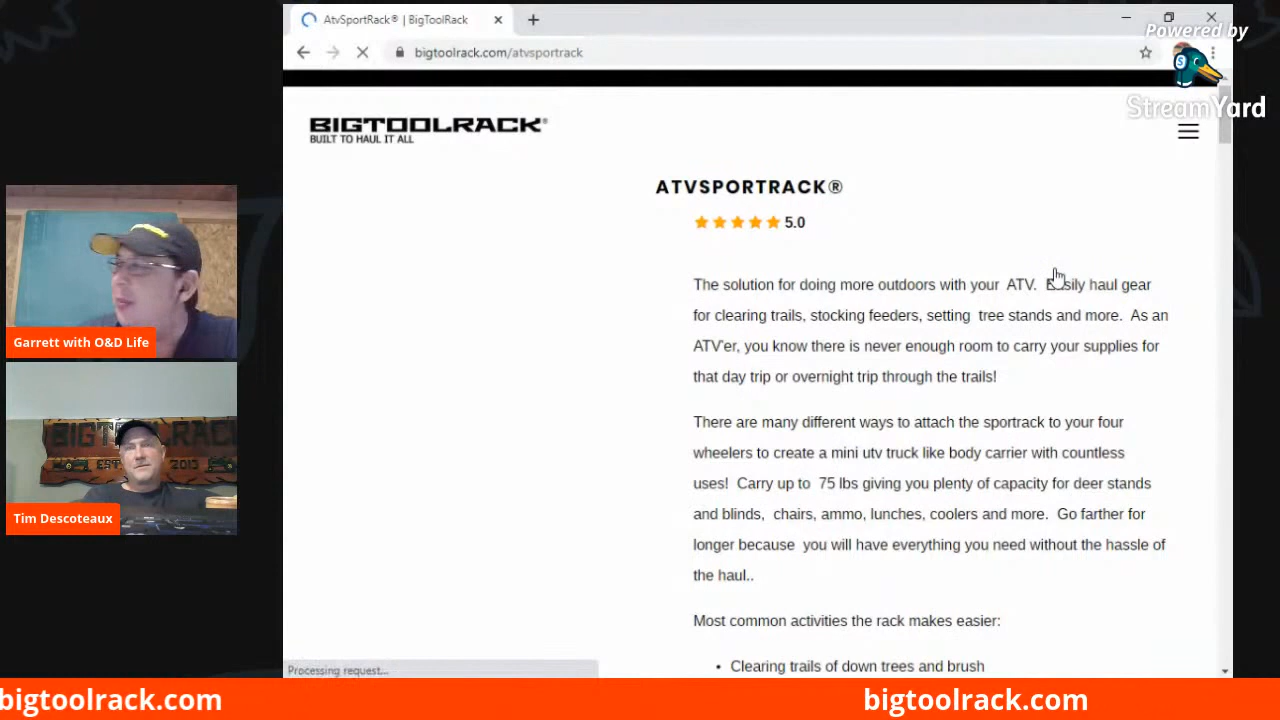 AtvSportRack® | BigToolRack
bigtoolrack.com/atvsportrack
Powered by
StreamYard
BIGTOOLRACK®
BUILT TO HAUL IT ALL
ATVSPORTRACK®
5.0
The solution for doing more outdoors with your ATV. Easily haul gear
for clearing trails, stocking feeders, setting tree stands and more. As an
ATV'er, you know there is never enough room to carry your supplies for
that day trip or overnight trip through the trails!
There are many different ways to attach the sportrack to your four
wheelers to create a mini utv truck like body carrier with countless
uses! Carry up to 75 lbs giving you plenty of capacity for deer stands
and blinds, chairs, ammo, lunches, coolers and more. Go farther for
longer because you will have everything you need without the hassle of
the haul..
Most common activities the rack makes easier:
• Clearing trails of down trees and brush
Processing request...
Garrett with O&D Life
BIGTOOLRACK
EST. 2015
Tim Descoteaux
bigtoolrack.com
bigtoolrack.com